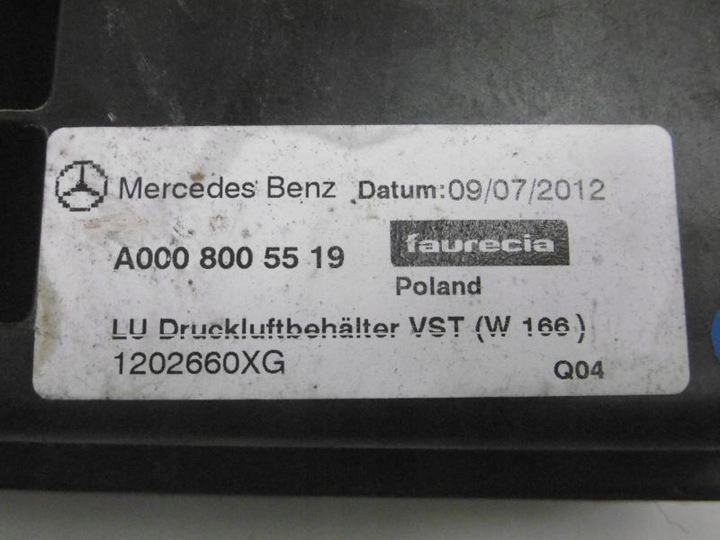 Mercedes Benz Datum:09/07/2012
A000 800 55 19 faurecia
Poland
LU Druckluftbehälter VST (W 166)
1202660XG Q04